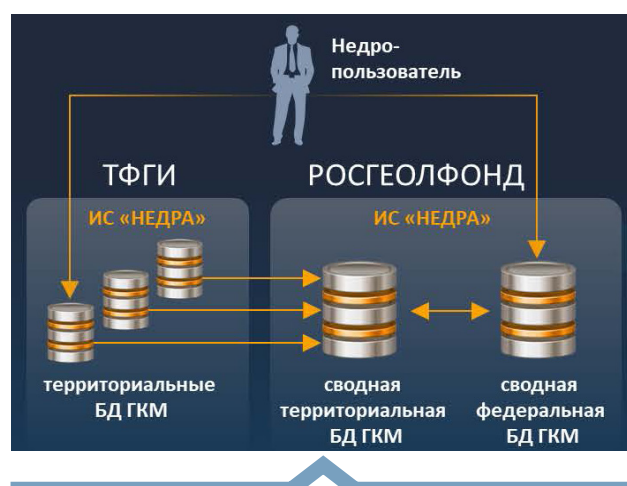 Недро-
пользователь
ТФГИ
РОСГЕОЛФОНД
ИС «НЕДРА»
ИС «НЕДРА»
территориальные
БД ГКМ
сводная
территориальная
БД ГКМ
сводная
федеральная
БД ГКМ